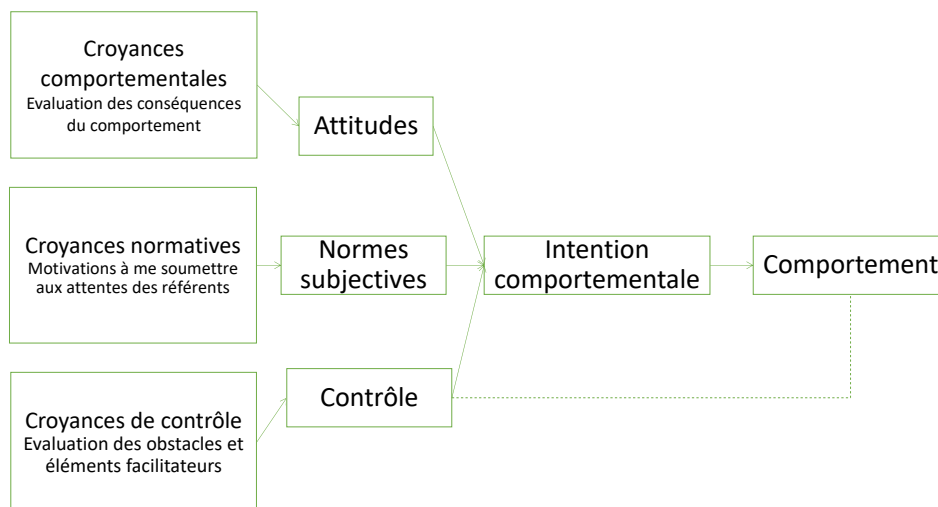 Croyances
comportementales
Evaluation des conséquences
du comportement
Attitudes
Croyances normatives
Motivations à me soumettre
aux attentes des référents
Normes
subjectives
Intention
comportementale
Comportement
Croyances de contrôle
Evaluation des obstacles et
éléments facilitateurs
Contrôle